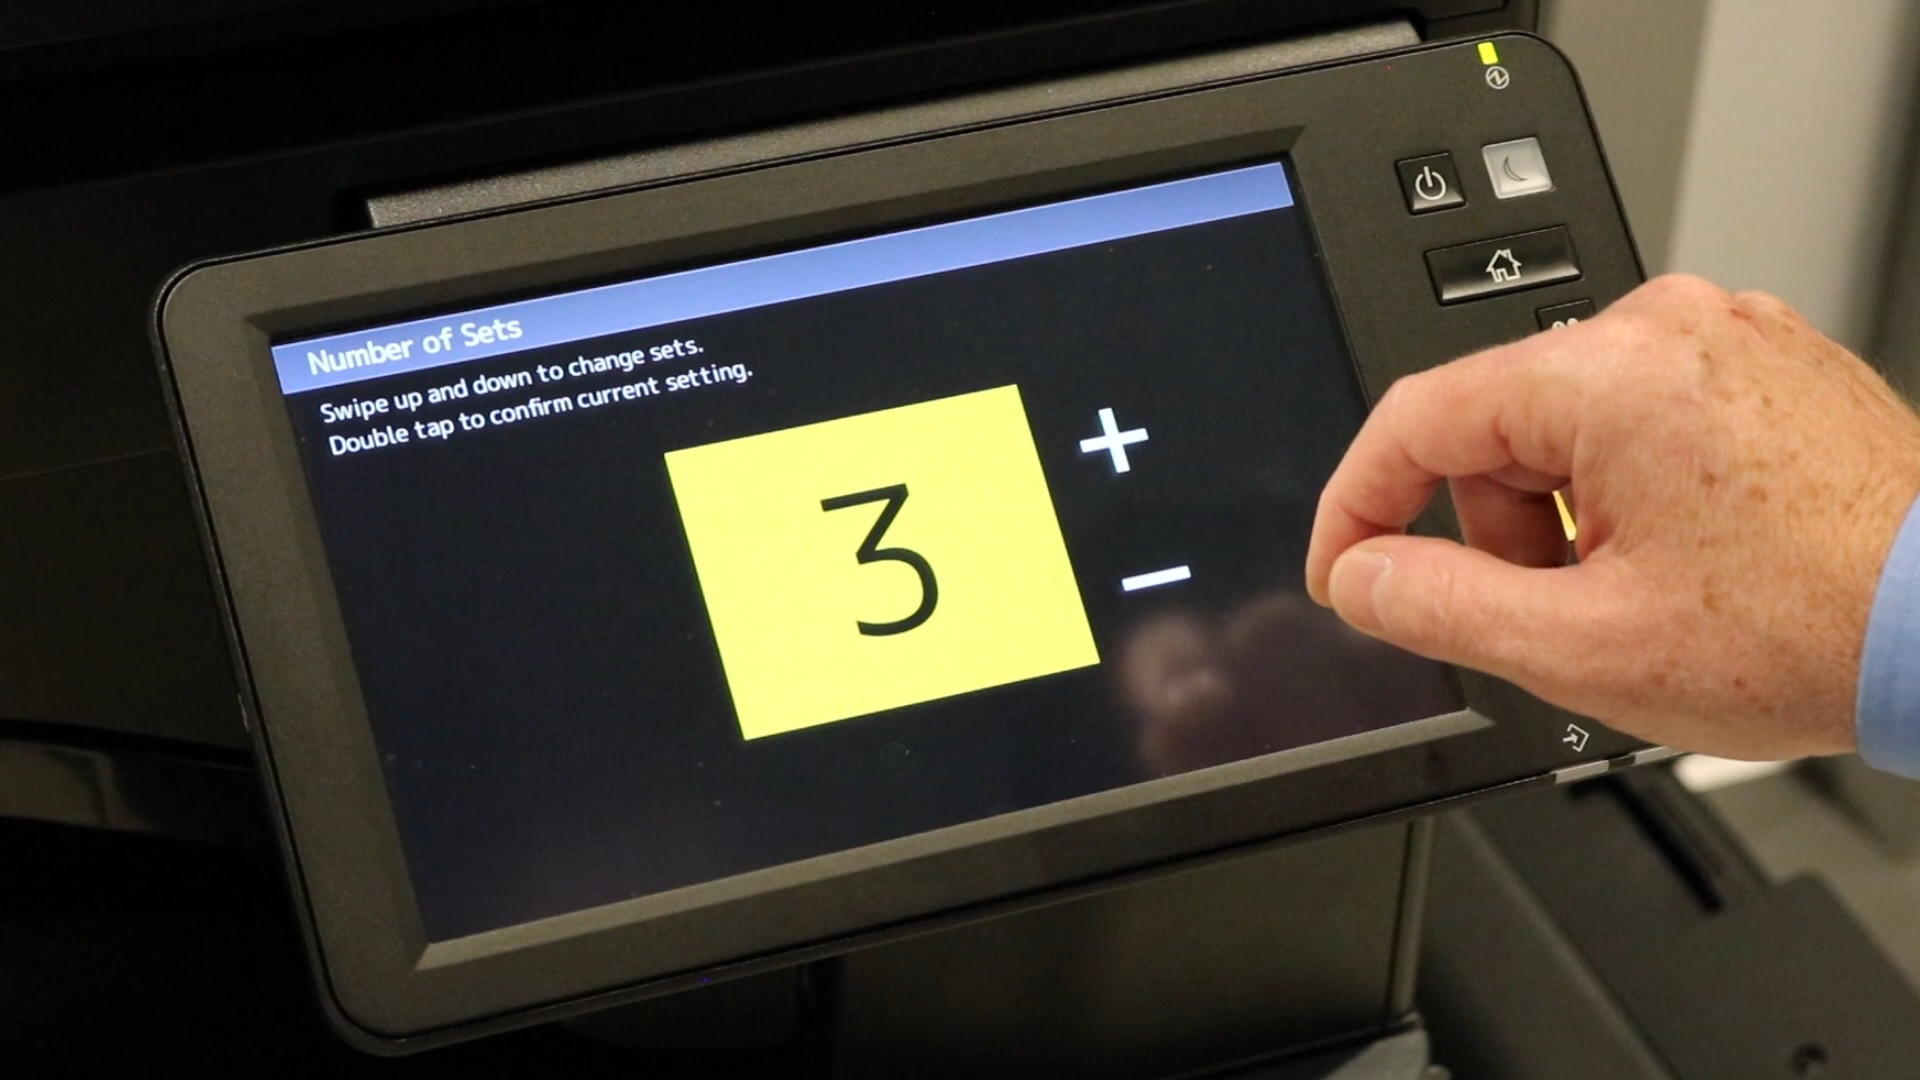 Number of Sets
Swipe up and down to change sets.
Double tap to confirm current setting.
3
+
−